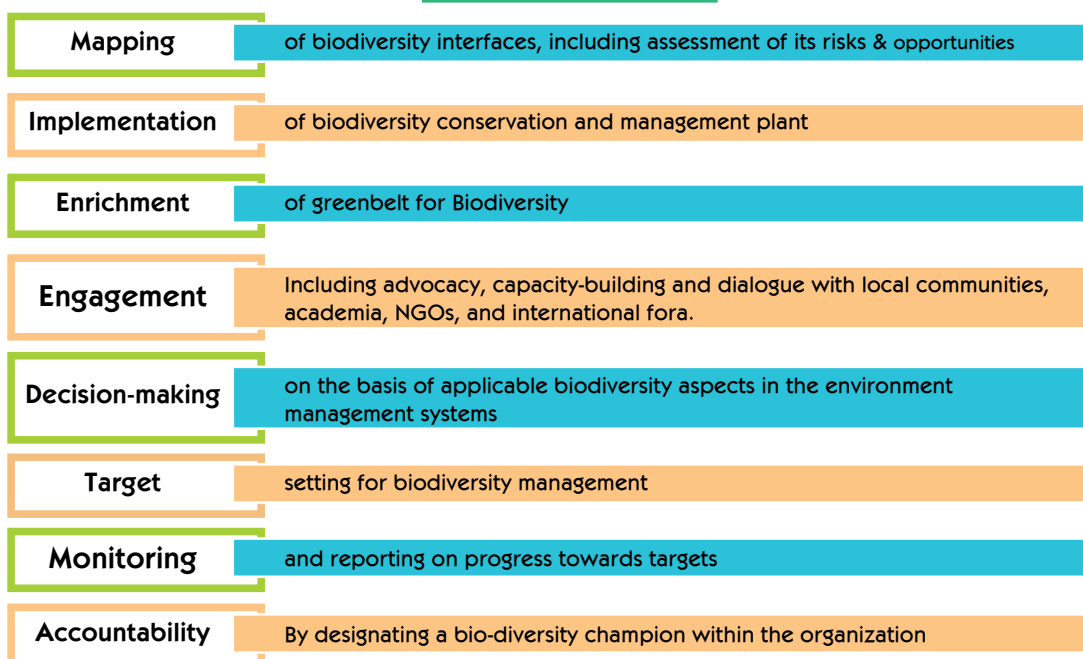 Mapping
of biodiversity interfaces, including assessment of its risks & opportunities
Implementation
of biodiversity conservation and management plant
Enrichment
of greenbelt for Biodiversity
Engagement
Including advocacy, capacity-building and dialogue with local communities,
academia, NGOs, and international fora.
Decision-making
on the basis of applicable biodiversity aspects in the environment
management systems
Target
setting for biodiversity management
Monitoring
and reporting on progress towards targets
Accountability
By designating a bio-diversity champion within the organization